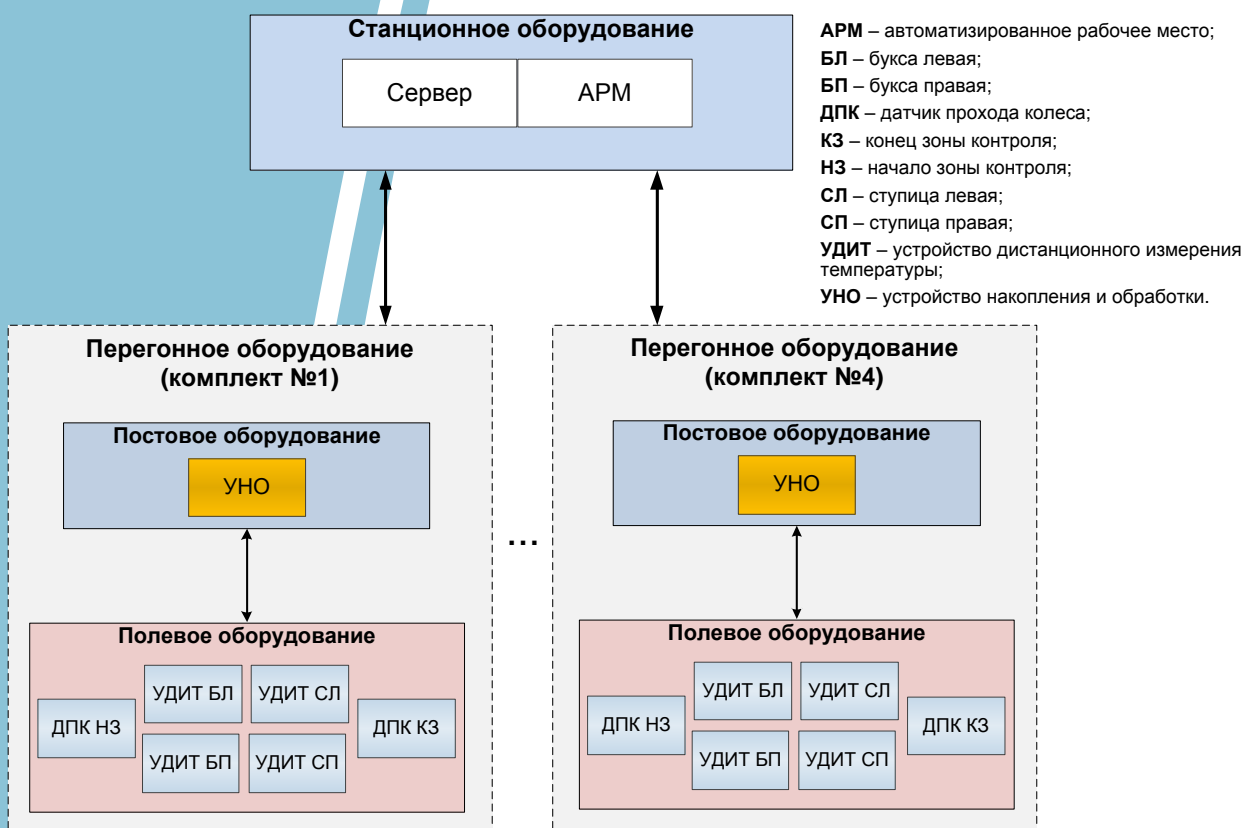 Станционное оборудование
Сервер
АРМ
АРМ – автоматизированное рабочее место;
БЛ – букса левая;
БП – букса правая;
ДПК – датчик прохода колеса;
КЗ – конец зоны контроля;
НЗ – начало зоны контроля;
СЛ – ступица левая;
СП – ступица правая;
УДИТ – устройство дистанционного измерения
температуры;
УНО – устройство накопления и обработки.
Перегонное оборудование
(комплект №1)
Постовое оборудование
УНО
Полевое оборудование
ДПК НЗ
УДИТ БЛ
УДИТ СЛ
УДИТ БП
УДИТ СП
ДПК КЗ
...
Перегонное оборудование
(комплект №4)
Постовое оборудование
УНО
Полевое оборудование
ДПК НЗ
УДИТ БЛ
УДИТ СЛ
УДИТ БП
УДИТ СП
ДПК КЗ